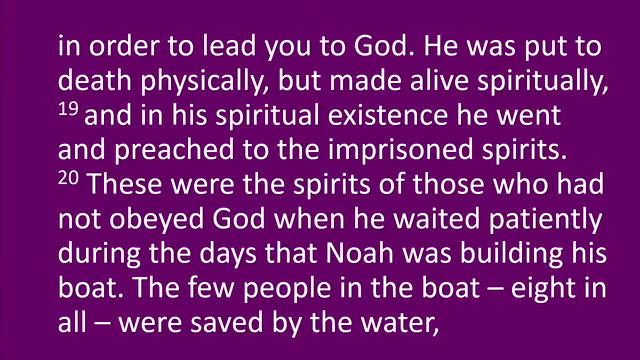 in order to lead you to God. He was put to
death physically, but made alive spiritually,
19 and in his spiritual existence he went
and preached to the imprisoned spirits.
20 These were the spirits of those who had
not obeyed God when he waited patiently
during the days that Noah was building his
boat. The few people in the boat – eight in
all – were saved by the water,